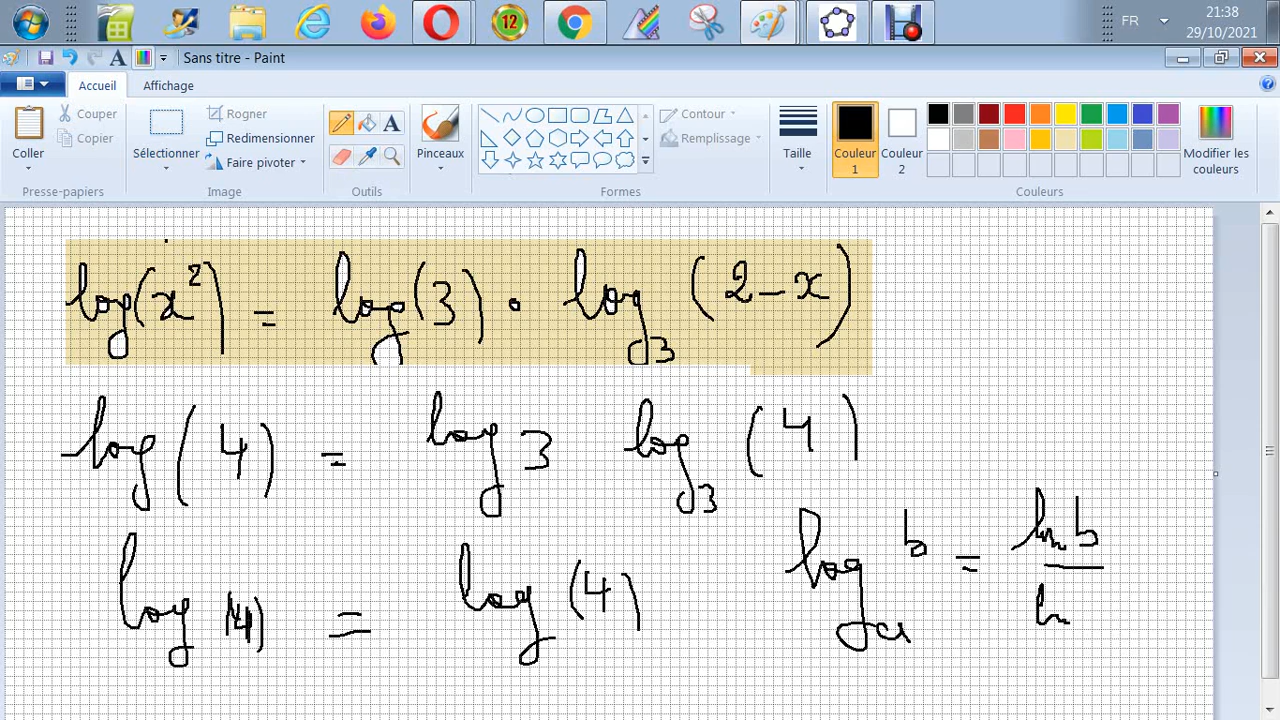 12
FR
21:38
29/10/2021
Sans titre - Paint
Accueil Affichage
Coller
Couper
Copier
Presse-papiers
Sélectionner
Rogner
Redimensionner
Faire pivoter
Image
A
Outils
Pinceaux
Contour
Remplissage
Formes
Taille
Couleur 1
Couleur 2
Modifier les couleurs
Couleurs
log(x²) = log(3) • log₃(2-x)
log(4) = log 3 log₃(4)
log(4) = log(4)
logₐ b = ln b / ln